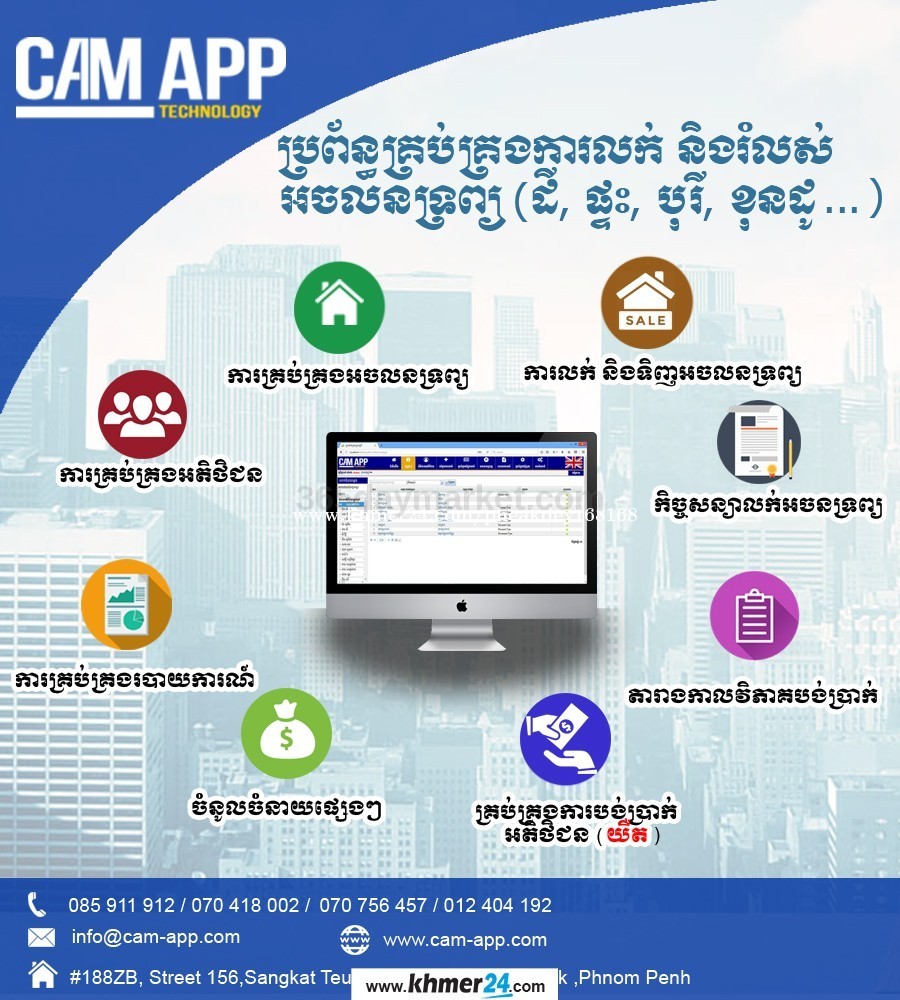 CAM APP
TECHNOLOGY
ប្រព័ន្ធគ្រប់គ្រងការលក់ និងរំលស់
អចលនទ្រព្យ (ដី, ផ្ទះ, បុរី, ខុនដូ ... )
SALE
ការគ្រប់គ្រងអចលនទ្រព្យ
ការលក់ និងទិញអចលនទ្រព្យ
ការគ្រប់គ្រងអតិថិជន
CAM APP
កិច្ចសន្យាលក់អចនទ្រព្យ
ការគ្រប់គ្រងរបាយការណ៍
តារាងកាលវិភាគបង់ប្រាក់
ចំនូលចំនាយផ្សេងៗ
គ្រប់គ្រងការបង់ប្រាក់
អតិថិជន ( យឺត )
085 911 912 / 070 418 002 / 070 756 457 / 012 404 192
info@cam-app.com
www.cam-app.com
#188ZB, Street 156,Sangkat Teu k ,Phnom Penh
www.khmer24.com